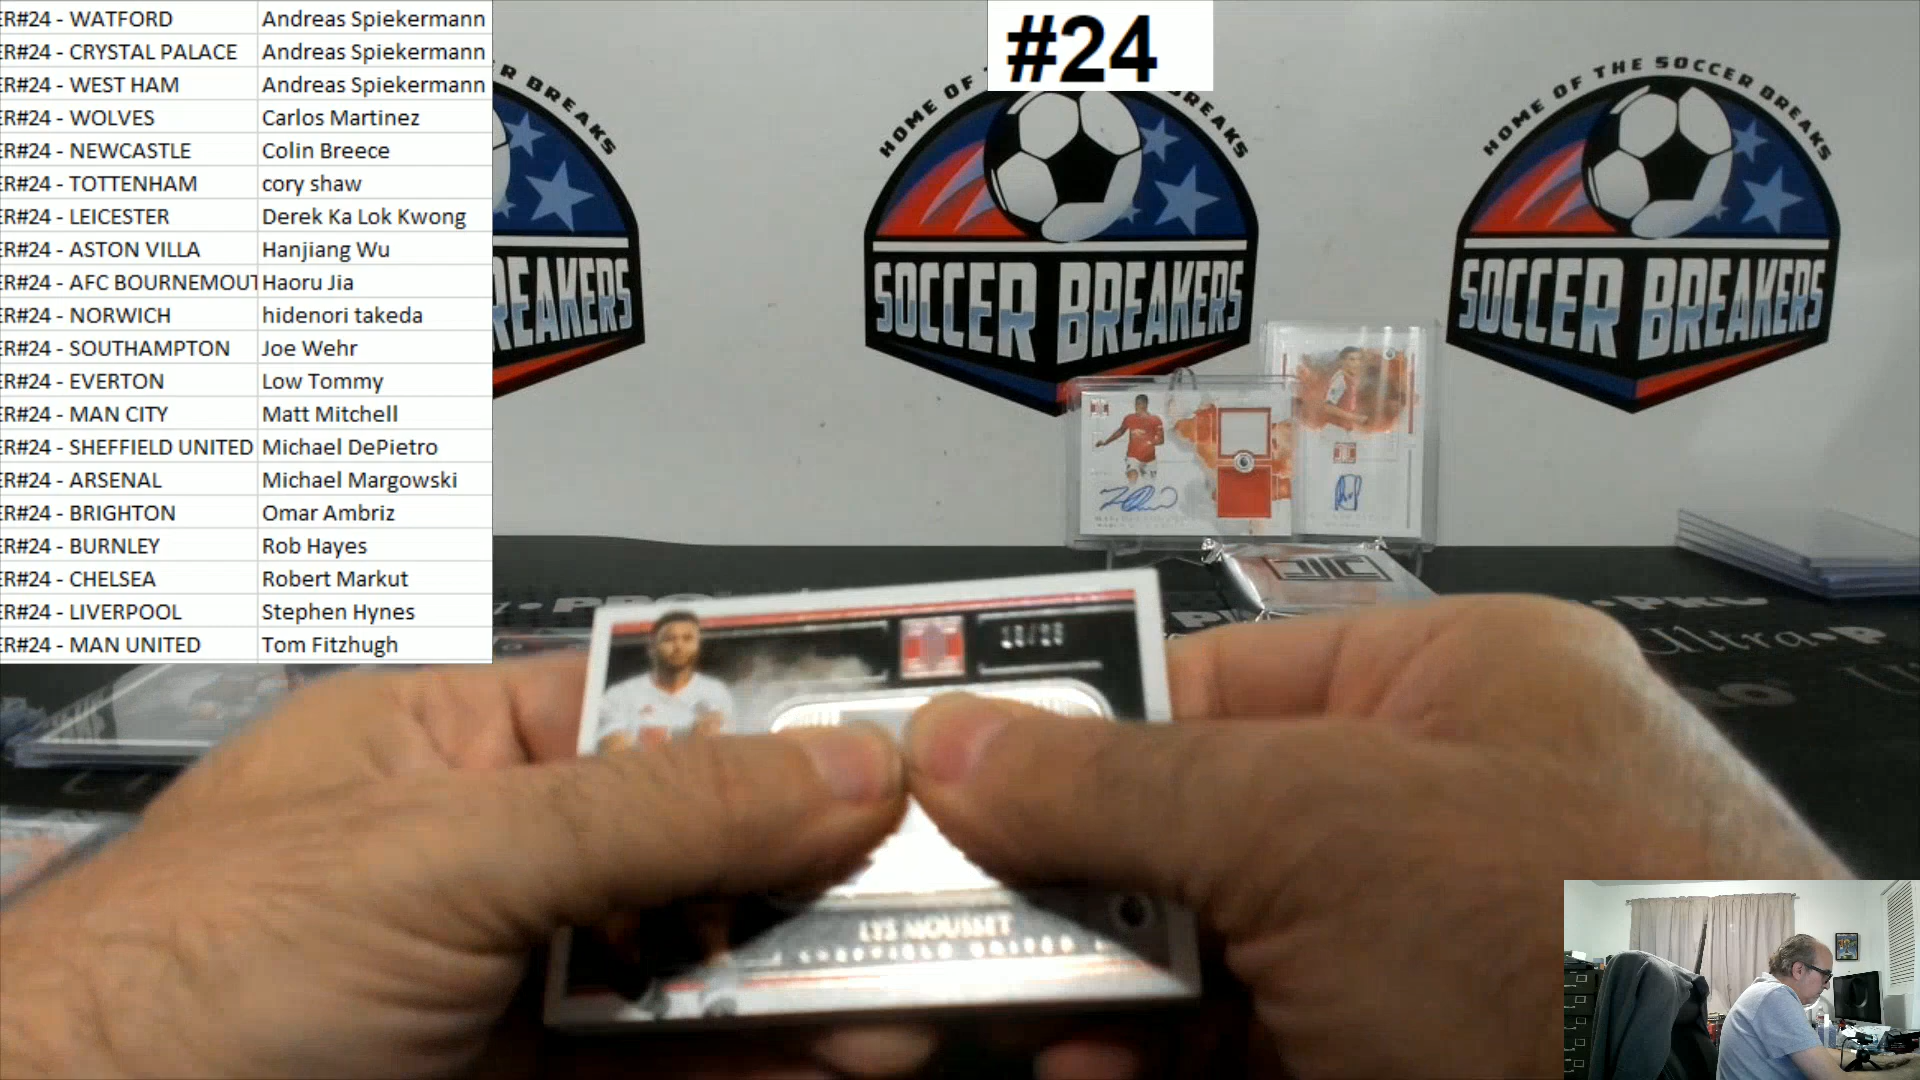 ER#24 - WATFORD Andreas Spiekermann
ER#24 - CRYSTAL PALACE Andreas Spiekermann
ER#24 - WEST HAM Andreas Spiekermann
ER#24 - WOLVES Carlos Martinez
ER#24 - NEWCASTLE Colin Breece
ER#24 - TOTTENHAM cory shaw
ER#24 - LEICESTER Derek Ka Lok Kwong
ER#24 - ASTON VILLA Hanjiang Wu
ER#24 - AFC BOURNEMOUT Haoru Jia
ER#24 - NORWICH hidenori takeda
ER#24 - SOUTHAMPTON Joe Wehr
ER#24 - EVERTON Low Tommy
ER#24 - MAN CITY Matt Mitchell
ER#24 - SHEFFIELD UNITED Michael DePietro
ER#24 - ARSENAL Michael Margowski
ER#24 - BRIGHTON Omar Ambriz
ER#24 - BURNLEY Rob Hayes
ER#24 - CHELSEA Robert Markut
ER#24 - LIVERPOOL Stephen Hynes
ER#24 - MAN UNITED Tom Fitzhugh
#24
R BREAKS
REAKERS
HOME OF BREAKS
SOCCER BREAKERS
HOME OF THE SOCCER BREAKS
SOCCER BREAKERS
Ultra PRO
LYS MOUSSET
SHEFFIELD UNITED